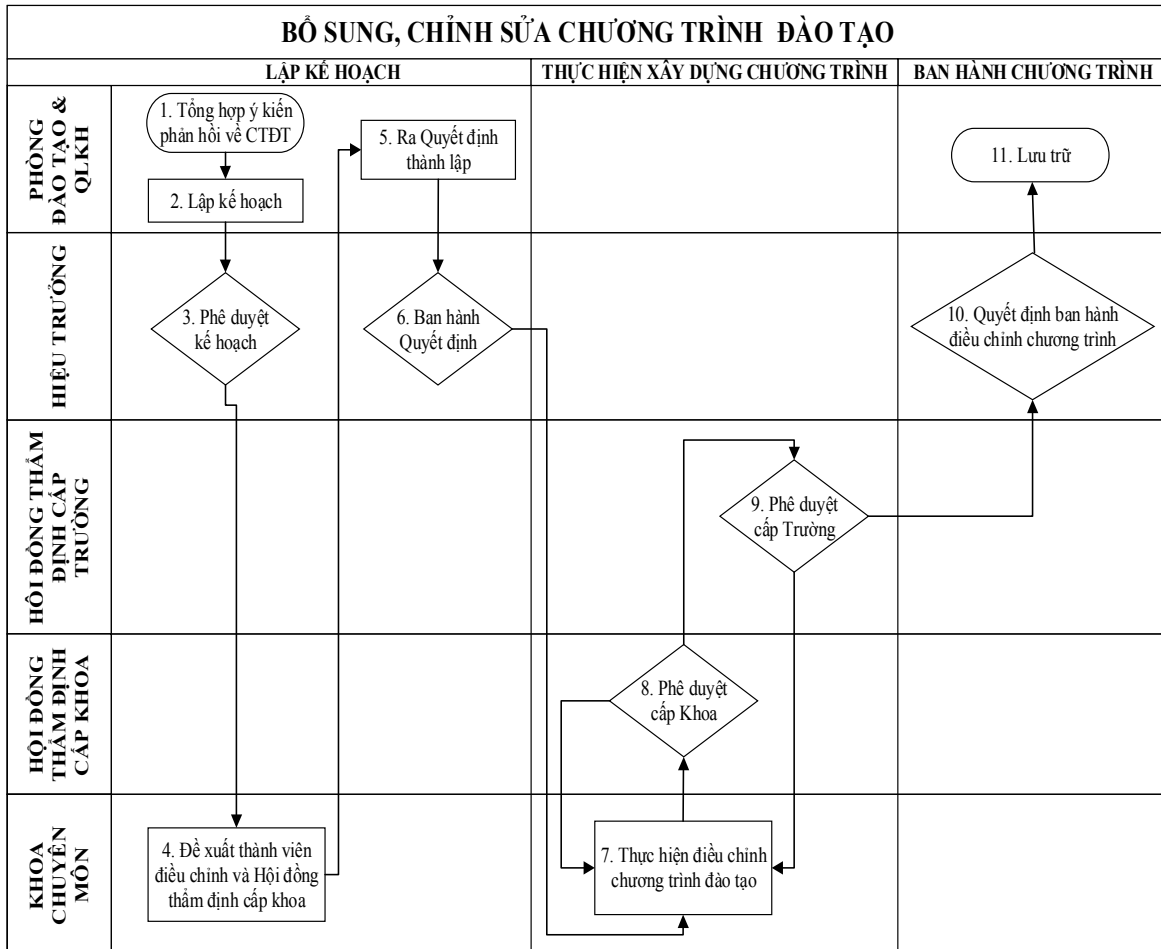 BỔ SUNG, CHỈNH SỬA CHƯƠNG TRÌNH ĐÀO TẠO
LẬP KẾ HOẠCH
THỰC HIỆN XÂY DỰNG CHƯƠNG TRÌNH
BAN HÀNH CHƯƠNG TRÌNH
PHÒNG
ĐÀO TẠO &
QLKH
1. Tổng hợp ý kiến
phản hồi về CTĐT
2. Lập kế hoạch
5. Ra Quyết định
thành lập
11. Lưu trữ
HIỆU TRƯỞNG
3. Phê duyệt
kế hoạch
6. Ban hành
Quyết định
10. Quyết định ban hành
điều chỉnh chương trình
HÔI ĐỒNG THẨM
ĐỊNH CẤP
TRƯỜNG
9. Phê duyệt
cấp Trường
HỘI ĐỒNG
THẨM ĐỊNH
CẤP KHOA
8. Phê duyệt
cấp Khoa
KHOA
CHUYÊN
MÔN
4. Đề xuất thành viên
điều chỉnh và Hội đồng
thẩm định cấp khoa
7. Thực hiện điều chỉnh
chương trình đào tạo